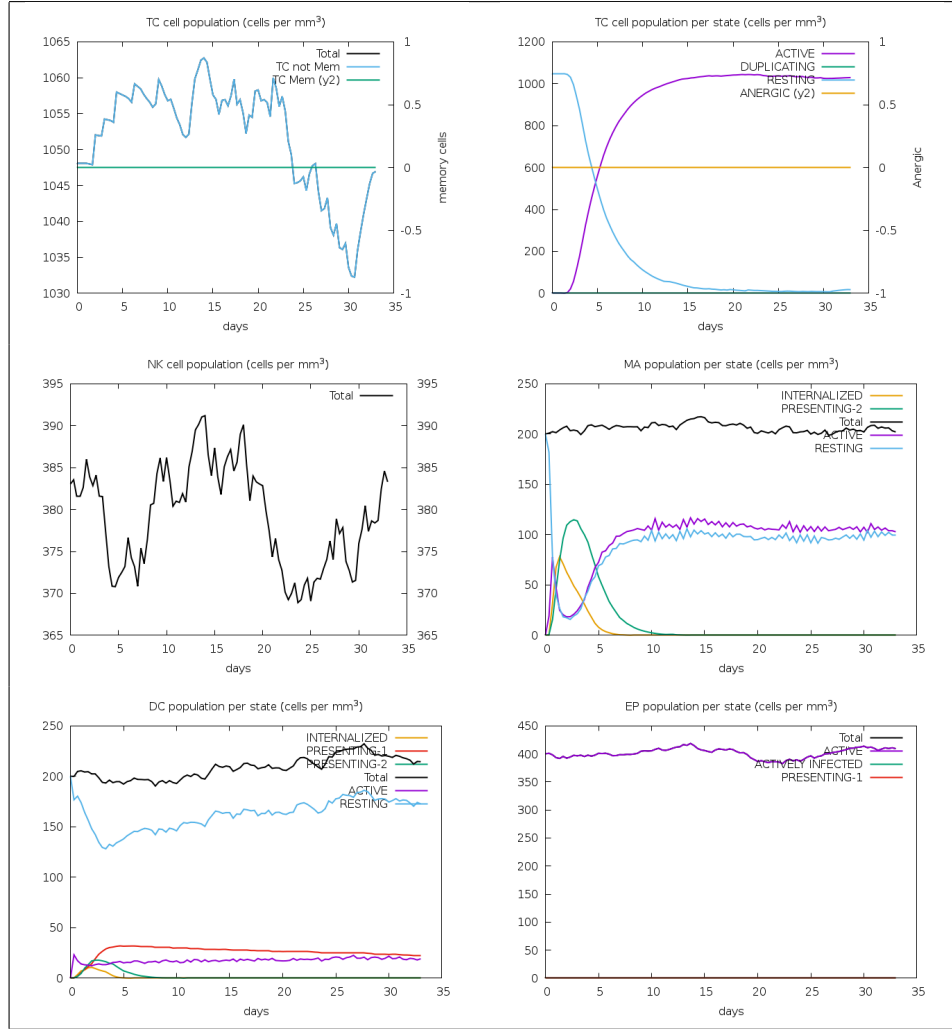 TC cell population (cells per mm³)
1065
1060
1055
1050
1045
1040
1035
1030
1
0.5
0
-0.5
-1
0 5 10 15 20 25 30 35
days
memory cells
Total
TC not Mem
TC Mem (y2)
TC cell population per state (cells per mm³)
1200
1000
800
600
400
200
0
1
0.5
0
-0.5
-1
0 5 10 15 20 25 30 35
days
Anergic
ACTIVE
DUPLICATING
RESTING
ANERGIC (y2)
NK cell population (cells per mm³)
395
390
385
380
375
370
365
395
390
385
380
375
370
365
0 5 10 15 20 25 30 35
days
Total
MA population per state (cells per mm³)
250
200
150
100
50
0
0 5 10 15 20 25 30 35
days
INTERNALIZED
PRESENTING-2
Total
ACTIVE
RESTING
DC population per state (cells per mm³)
250
200
150
100
50
0
0 5 10 15 20 25 30 35
days
INTERNALIZED
PRESENTING-1
PRESENTING-2
Total
ACTIVE
RESTING
EP population per state (cells per mm³)
450
400
350
300
250
200
150
100
50
0
0 5 10 15 20 25 30 35
days
Total
ACTIVE
ACTIVELY INFECTED
PRESENTING-1